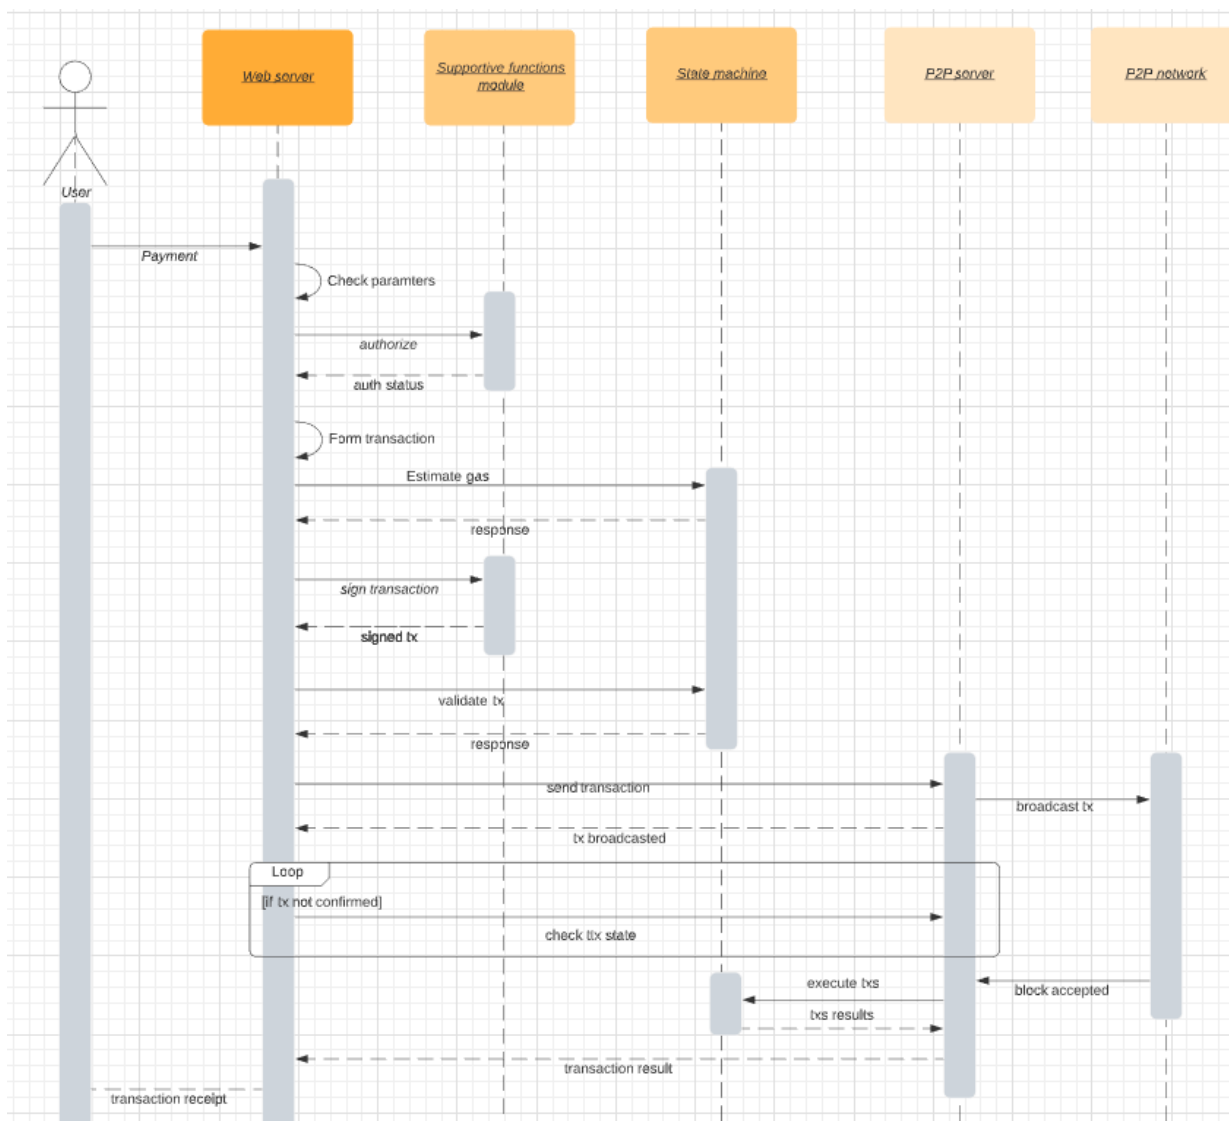 Web server
Supportive functions
module
State machine
P2P server
P2P network
User
Payment
Check paramters
authorize
auth status
Form transaction
Estimate gas
response
sign transaction
signed tx
validate tx
response
send transaction
broadcast tx
tx broadcasted
Loop
[if tx not confirmed]
check ttx state
execute txs
block accepted
txs results
transaction result
transaction receipt